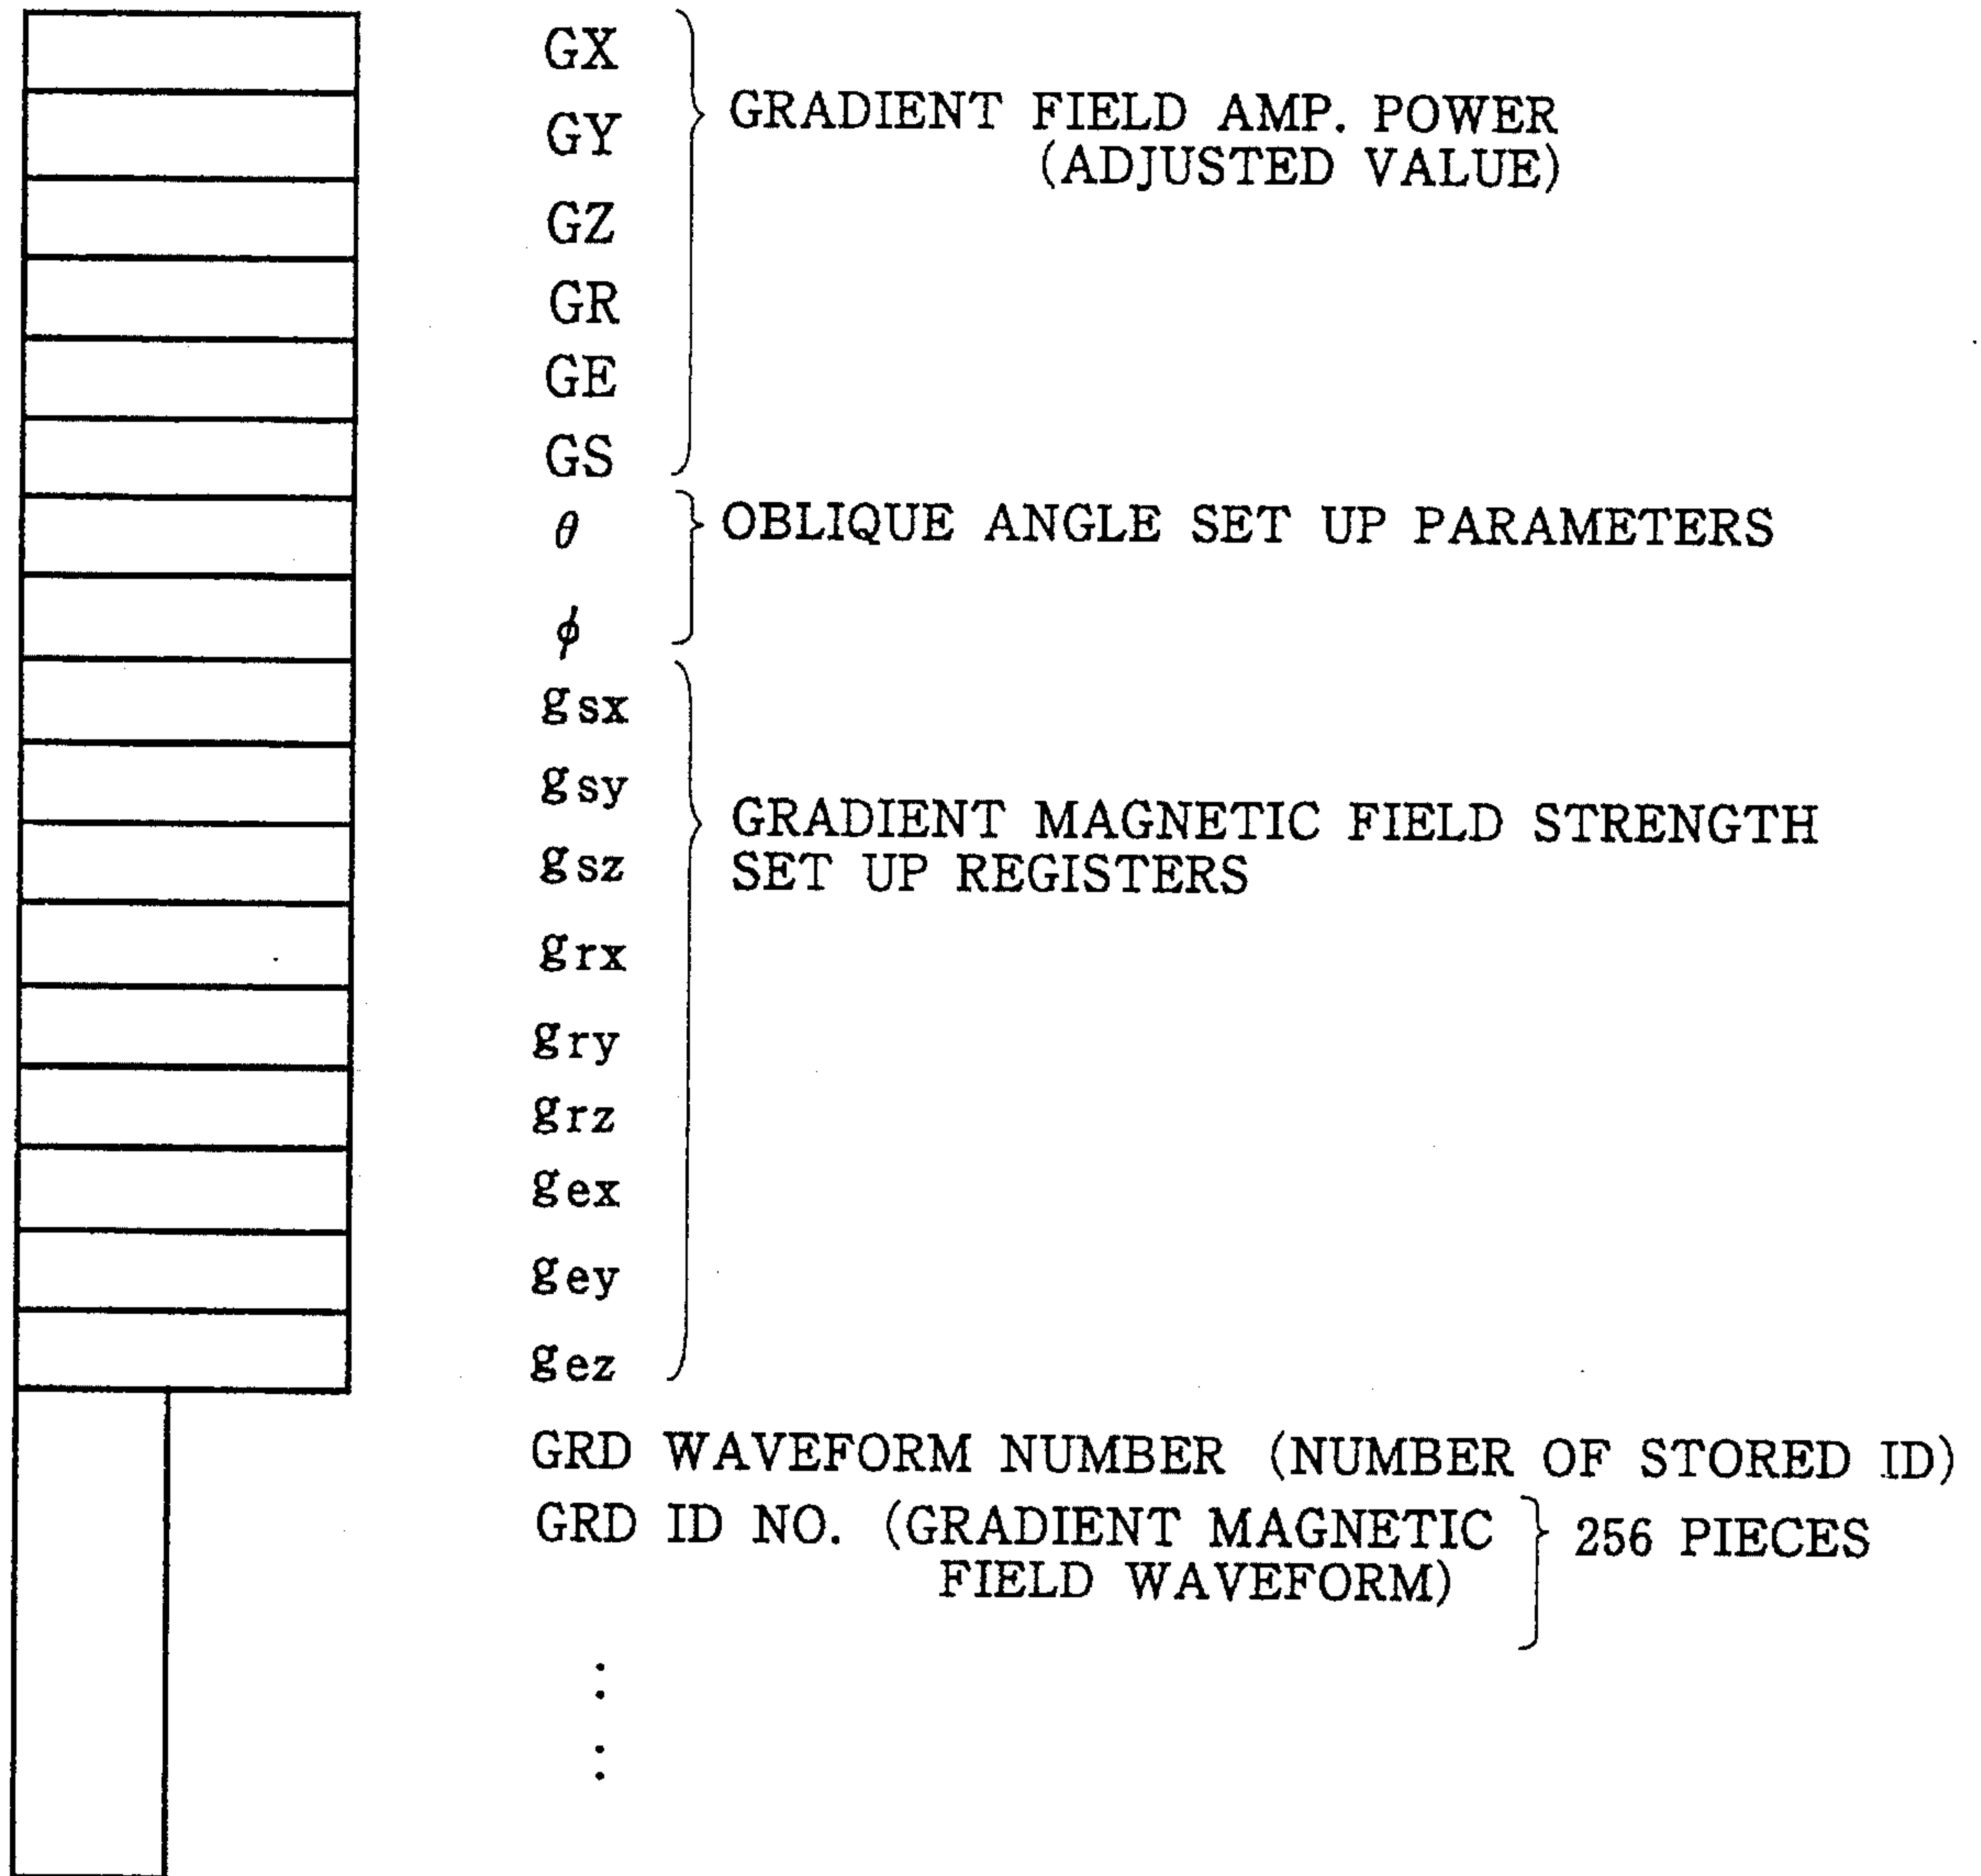 GX
GY
GRADIENT FIELD AMP. POWER
(ADJUSTED VALUE)
GZ
GR
GE
GS
θ
OBLIQUE ANGLE SET UP PARAMETERS
ϕ
gsx
gsy
GRADIENT MAGNETIC FIELD STRENGTH
SET UP REGISTERS
gsz
grx
gry
grz
gex
gey
gez
GRD WAVEFORM NUMBER (NUMBER OF STORED ID)
GRD ID NO. (GRADIENT MAGNETIC
FIELD WAVEFORM)
256 PIECES